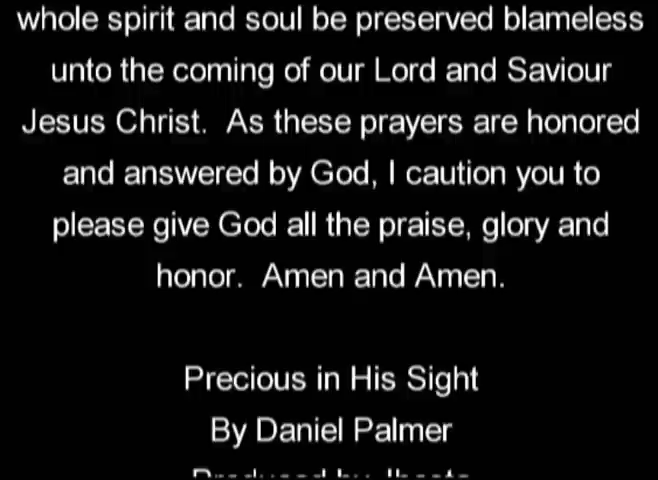 whole spirit and soul be preserved blameless
unto the coming of our Lord and Saviour
Jesus Christ.  As these prayers are honored
and answered by God, I caution you to
please give God all the praise, glory and
honor.  Amen and Amen.
Precious in His Sight
By Daniel Palmer